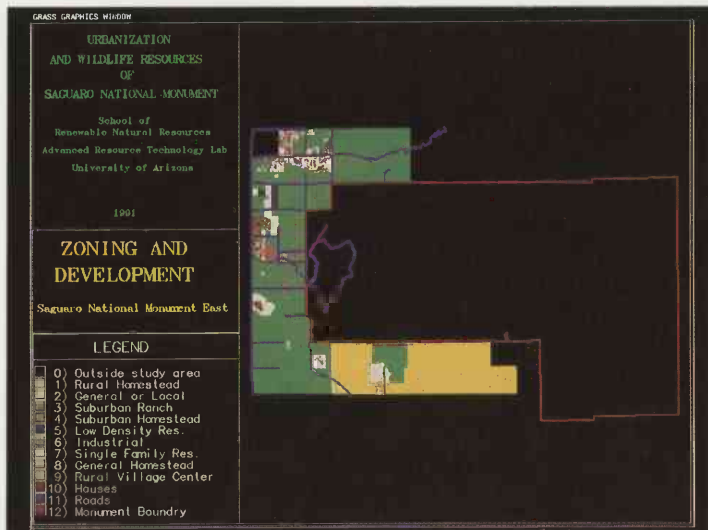 GRASS GRAPHICS WINDOW
URBANIZATION
AND WILDLIFE RESOURCES
OF
SAGUARO NATIONAL MONUMENT
School of
Renewable Natural Resources
Advanced Resource Technology Lab
University of Arizona
1991
ZONING AND
DEVELOPMENT
Saguaro National Monument East
LEGEND
0) Outside study area
1) Rural Homestead
2) General or Local
3) Suburban Ranch
4) Suburban Homestead
5) Low Density Res.
6) Industrial
7) Single Family Res.
8) General Homestead
9) Rural Village Center
10) Houses
11) Roads
12) Monument Boundry